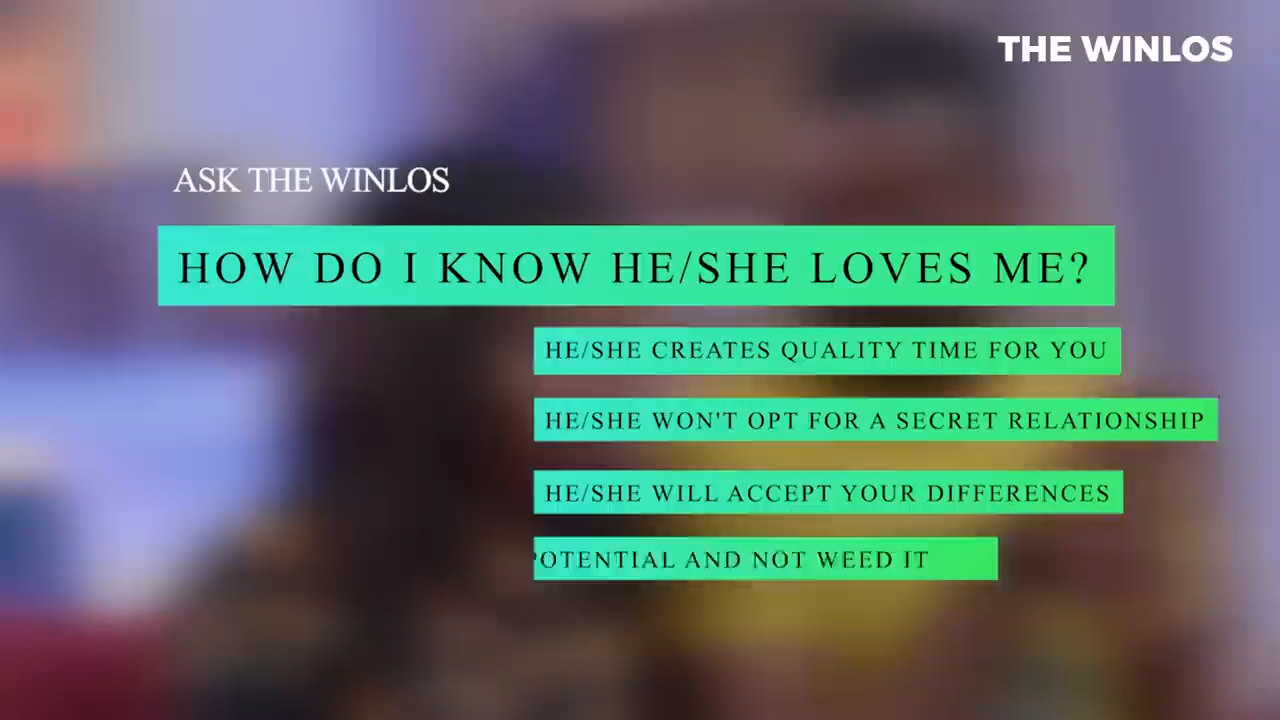 THE WINLOS
ASK THE WINLOS
HOW DO I KNOW HE/SHE LOVES ME?
HE/SHE CREATES QUALITY TIME FOR YOU
HE/SHE WON'T OPT FOR A SECRET RELATIONSHIP
HE/SHE WILL ACCEPT YOUR DIFFERENCES
OTENTIAL AND NOT WEED IT